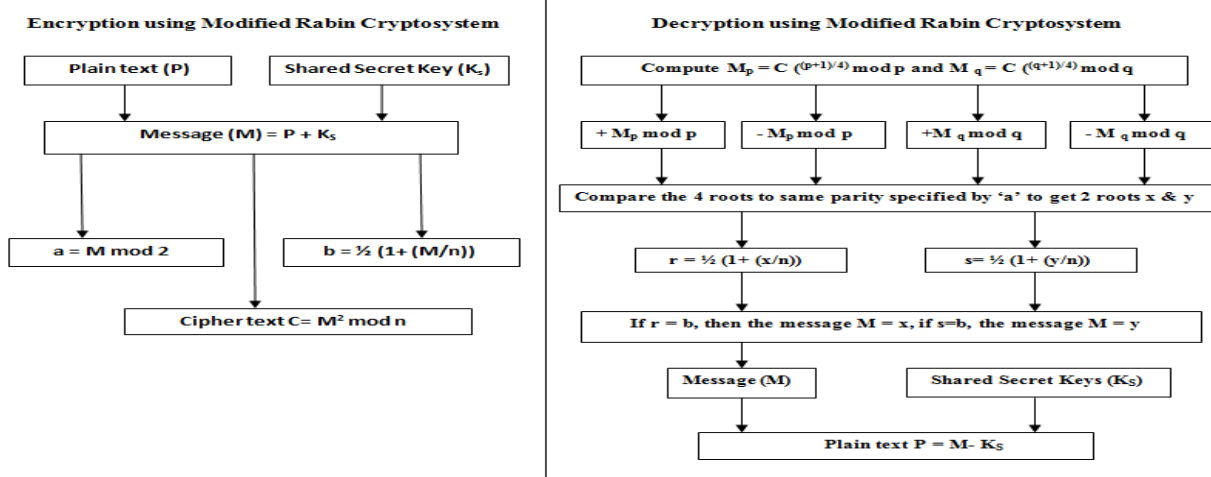 Encryption using Modified Rabin Cryptosystem
Plain text (P)
Shared Secret Key (Kₛ)
Message (M) = P + Kₛ
a = M mod 2
b = ½ (1+ (M/n))
Cipher text C= M² mod n
Decryption using Modified Rabin Cryptosystem
Compute Mₚ = C ⁽⁽ᵖ⁺¹⁾/⁴⁾ mod p and M q = C ⁽⁽q⁺¹⁾/⁴⁾ mod q
+ Mₚ mod p
- Mₚ mod p
+M q mod q
- M q mod q
Compare the 4 roots to same parity specified by ‘a’ to get 2 roots x & y
r = ½ (1+ (x/n))
s= ½ (1+ (y/n))
If r = b, then the message M = x, if s=b, the message M = y
Message (M)
Shared Secret Keys (Kₛ)
Plain text P = M- Kₛ